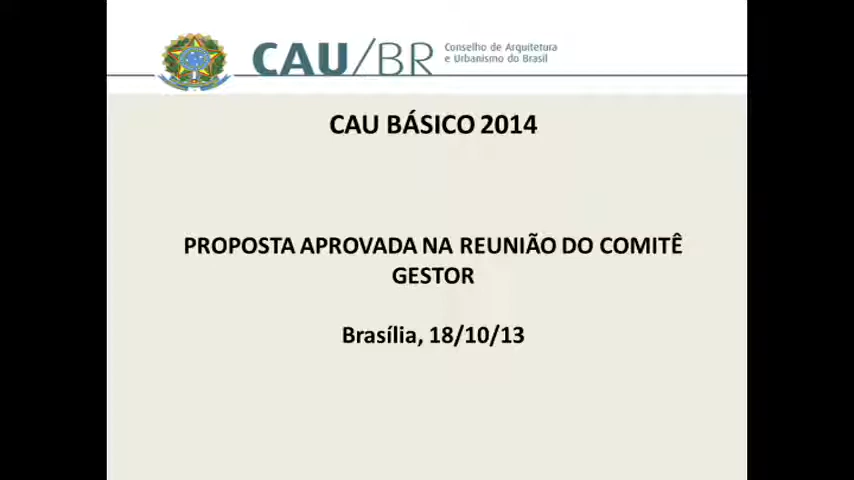 CAU/BR
Conselho de Arquitetura
e Urbanismo do Brasil
CAU BÁSICO 2014
PROPOSTA APROVADA NA REUNIÃO DO COMITÊ
GESTOR
Brasília, 18/10/13